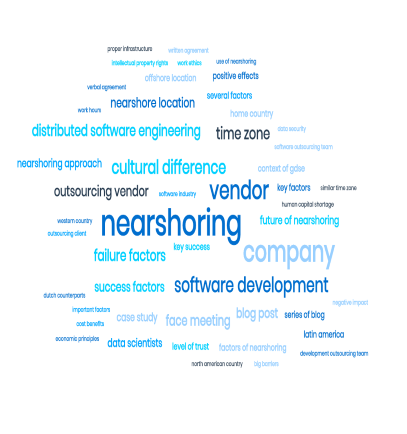 proper infrastructure
written agreement
intellectual property rights
work ethics
use of nearshoring
offshore location
positive effects
verbal agreement
nearshore location
several factors
work hours
home country
distributed software engineering
time zone
data security
software outsourcing team
nearshoring approach
cultural difference
context of gdse
outsourcing vendor
software industry
vendor
key factors
similar time zone
human capital shortage
western country
nearshoring
future of nearshoring
outsourcing client
key success
failure factors
company
success factors
software development
dutch counterparts
negative impact
important factors
case study
face meeting
blog post
series of blog
cost benefits
economic principles
data scientists
level of trust
factors of nearshoring
latin america
development outsourcing team
north american country
big barriers